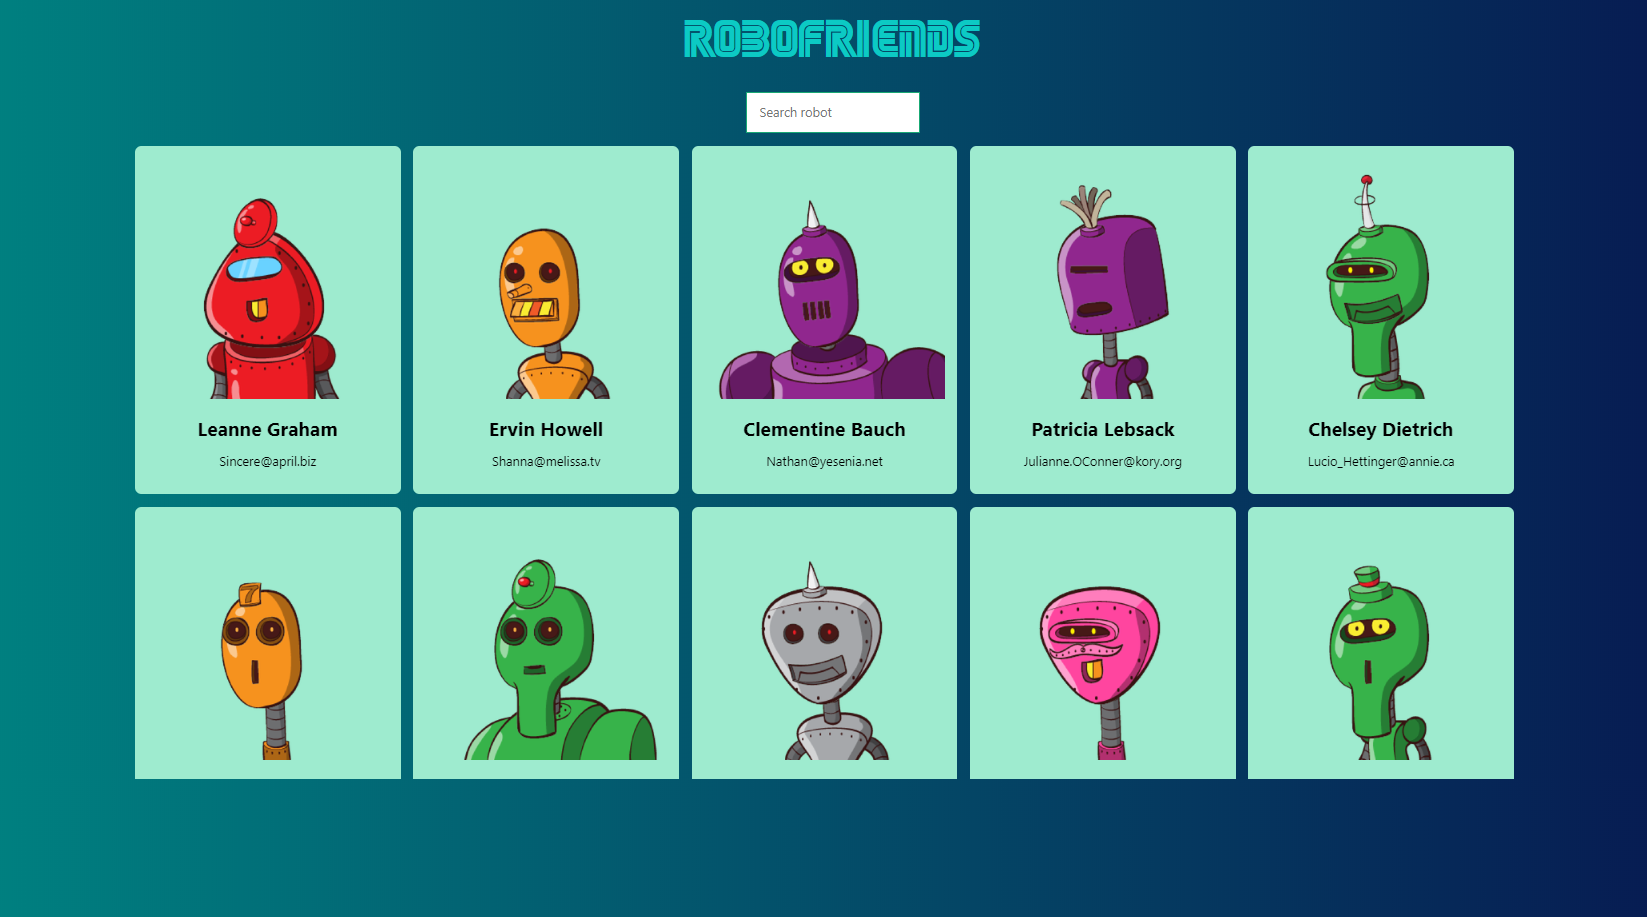 ROBOFRIENDS
Search robot
Leanne Graham
Sincere@april.biz
Ervin Howell
Shanna@melissa.tv
Clementine Bauch
Nathan@yesenia.net
Patricia Lebsack
Julianne.OConner@kory.org
Chelsey Dietrich
Lucio_Hettinger@annie.ca
7